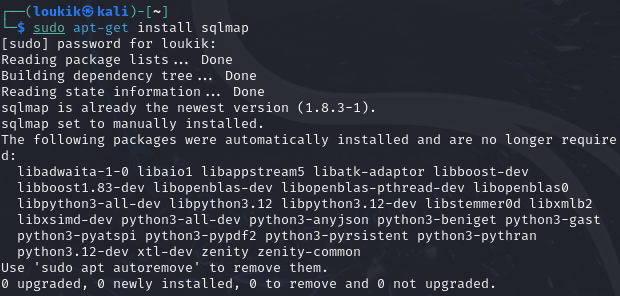 ┌──(loukik㉿kali)-[~]
└─$ sudo apt-get install sqlmap
[sudo] password for loukik:
Reading package lists... Done
Building dependency tree... Done
Reading state information... Done
sqlmap is already the newest version (1.8.3-1).
sqlmap set to manually installed.
The following packages were automatically installed and are no longer require
d:
  libadwaita-1-0 libaio1 libappstream5 libatk-adaptor libboost-dev
  libboost1.83-dev libopenblas-dev libopenblas-pthread-dev libopenblas0
  libpython3-all-dev libpython3.12 libpython3.12-dev libstemmer0d libxmlb2
  libxsimd-dev python3-all-dev python3-anyjson python3-beniget python3-gast
  python3-pyatspi python3-pypdf2 python3-pyrsistent python3-pythran
  python3.12-dev xtl-dev zenity zenity-common
Use 'sudo apt autoremove' to remove them.
0 upgraded, 0 newly installed, 0 to remove and 0 not upgraded.